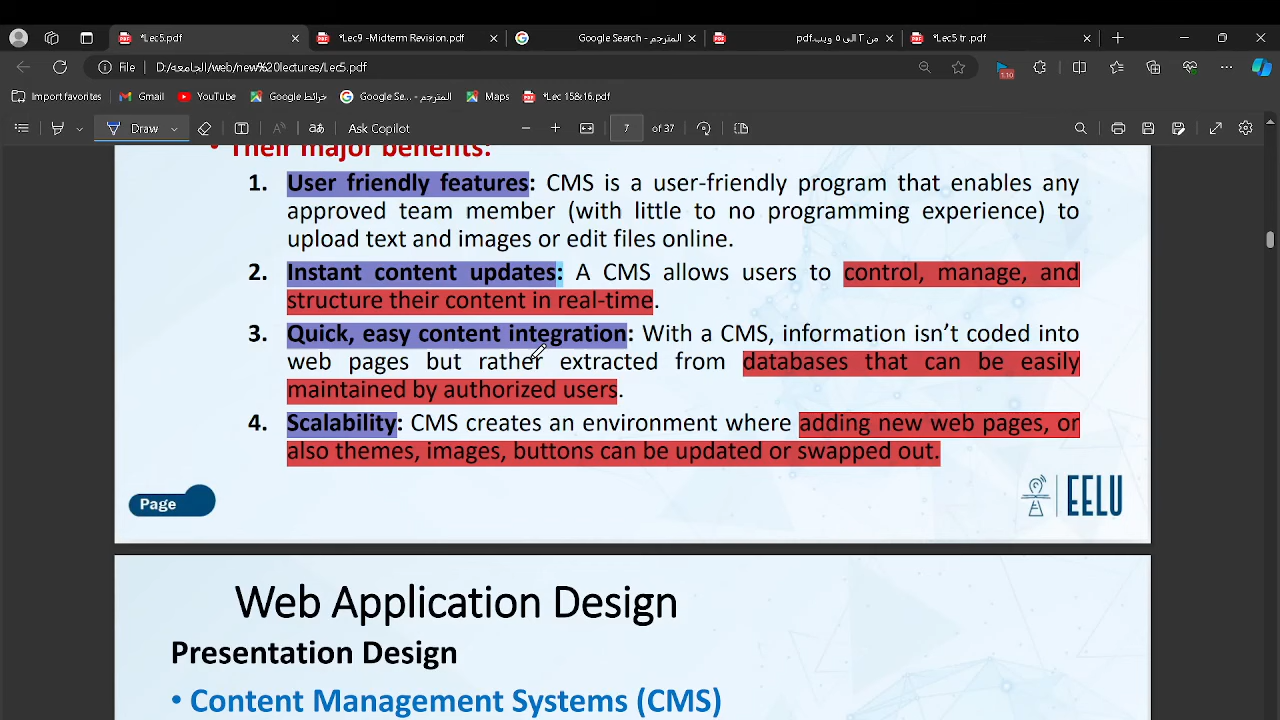 *Lec5.pdf
*Lec9 -Midterm Revision.pdf
المترجم - Google Search
من ٢ الى ٥ ويب.pdf
*Lec5 tr.pdf
File
D:/الجامعه/web/new%20lectures/Lec5.pdf
1.10
Import favorites
Gmail
YouTube
خرائط Google
المترجم - Google Se...
Maps
*Lec 15&16.pdf
Draw
Ask Copilot
7 of 37
• Their major benefits:
1. User friendly features: CMS is a user-friendly program that enables any
approved team member (with little to no programming experience) to
upload text and images or edit files online.
2. Instant content updates: A CMS allows users to control, manage, and
structure their content in real-time.
3. Quick, easy content integration: With a CMS, information isn’t coded into
web pages but rather extracted from databases that can be easily
maintained by authorized users.
4. Scalability: CMS creates an environment where adding new web pages, or
also themes, images, buttons can be updated or swapped out.
Page
EELU
Web Application Design
Presentation Design
• Content Management Systems (CMS)